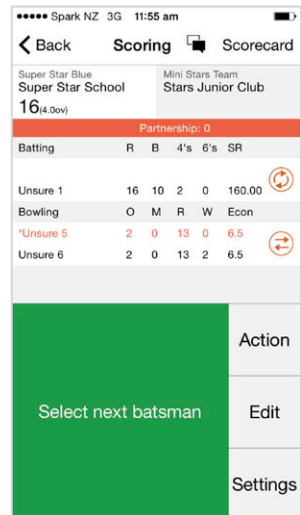 Spark NZ 3G 11:55 am
Back Scoring Scorecard
Super Star Blue Mini Stars Team
Super Star School Stars Junior Club
16(4.0ov)
Partnership: 0
Batting R B 4's 6's SR
Unsure 1 16 10 2 0 160.00
Bowling O M R W Econ
*Unsure 5 2 0 13 0 6.5
Unsure 6 2 0 13 2 6.5
Action
Select next batsman Edit
Settings